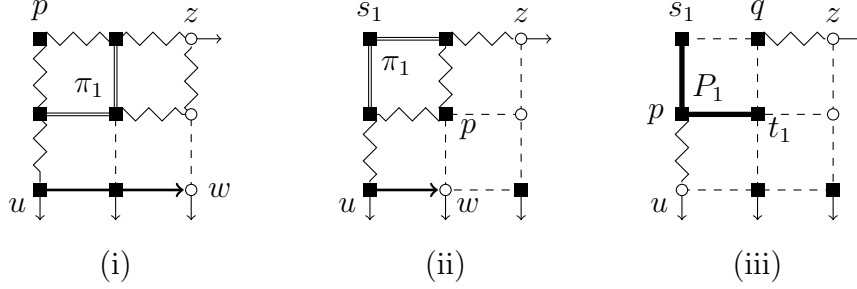 p z s₁ z s₁ q z
π₁ π₁ P₁
p p t₁
u w u w u
(i) (ii) (iii)